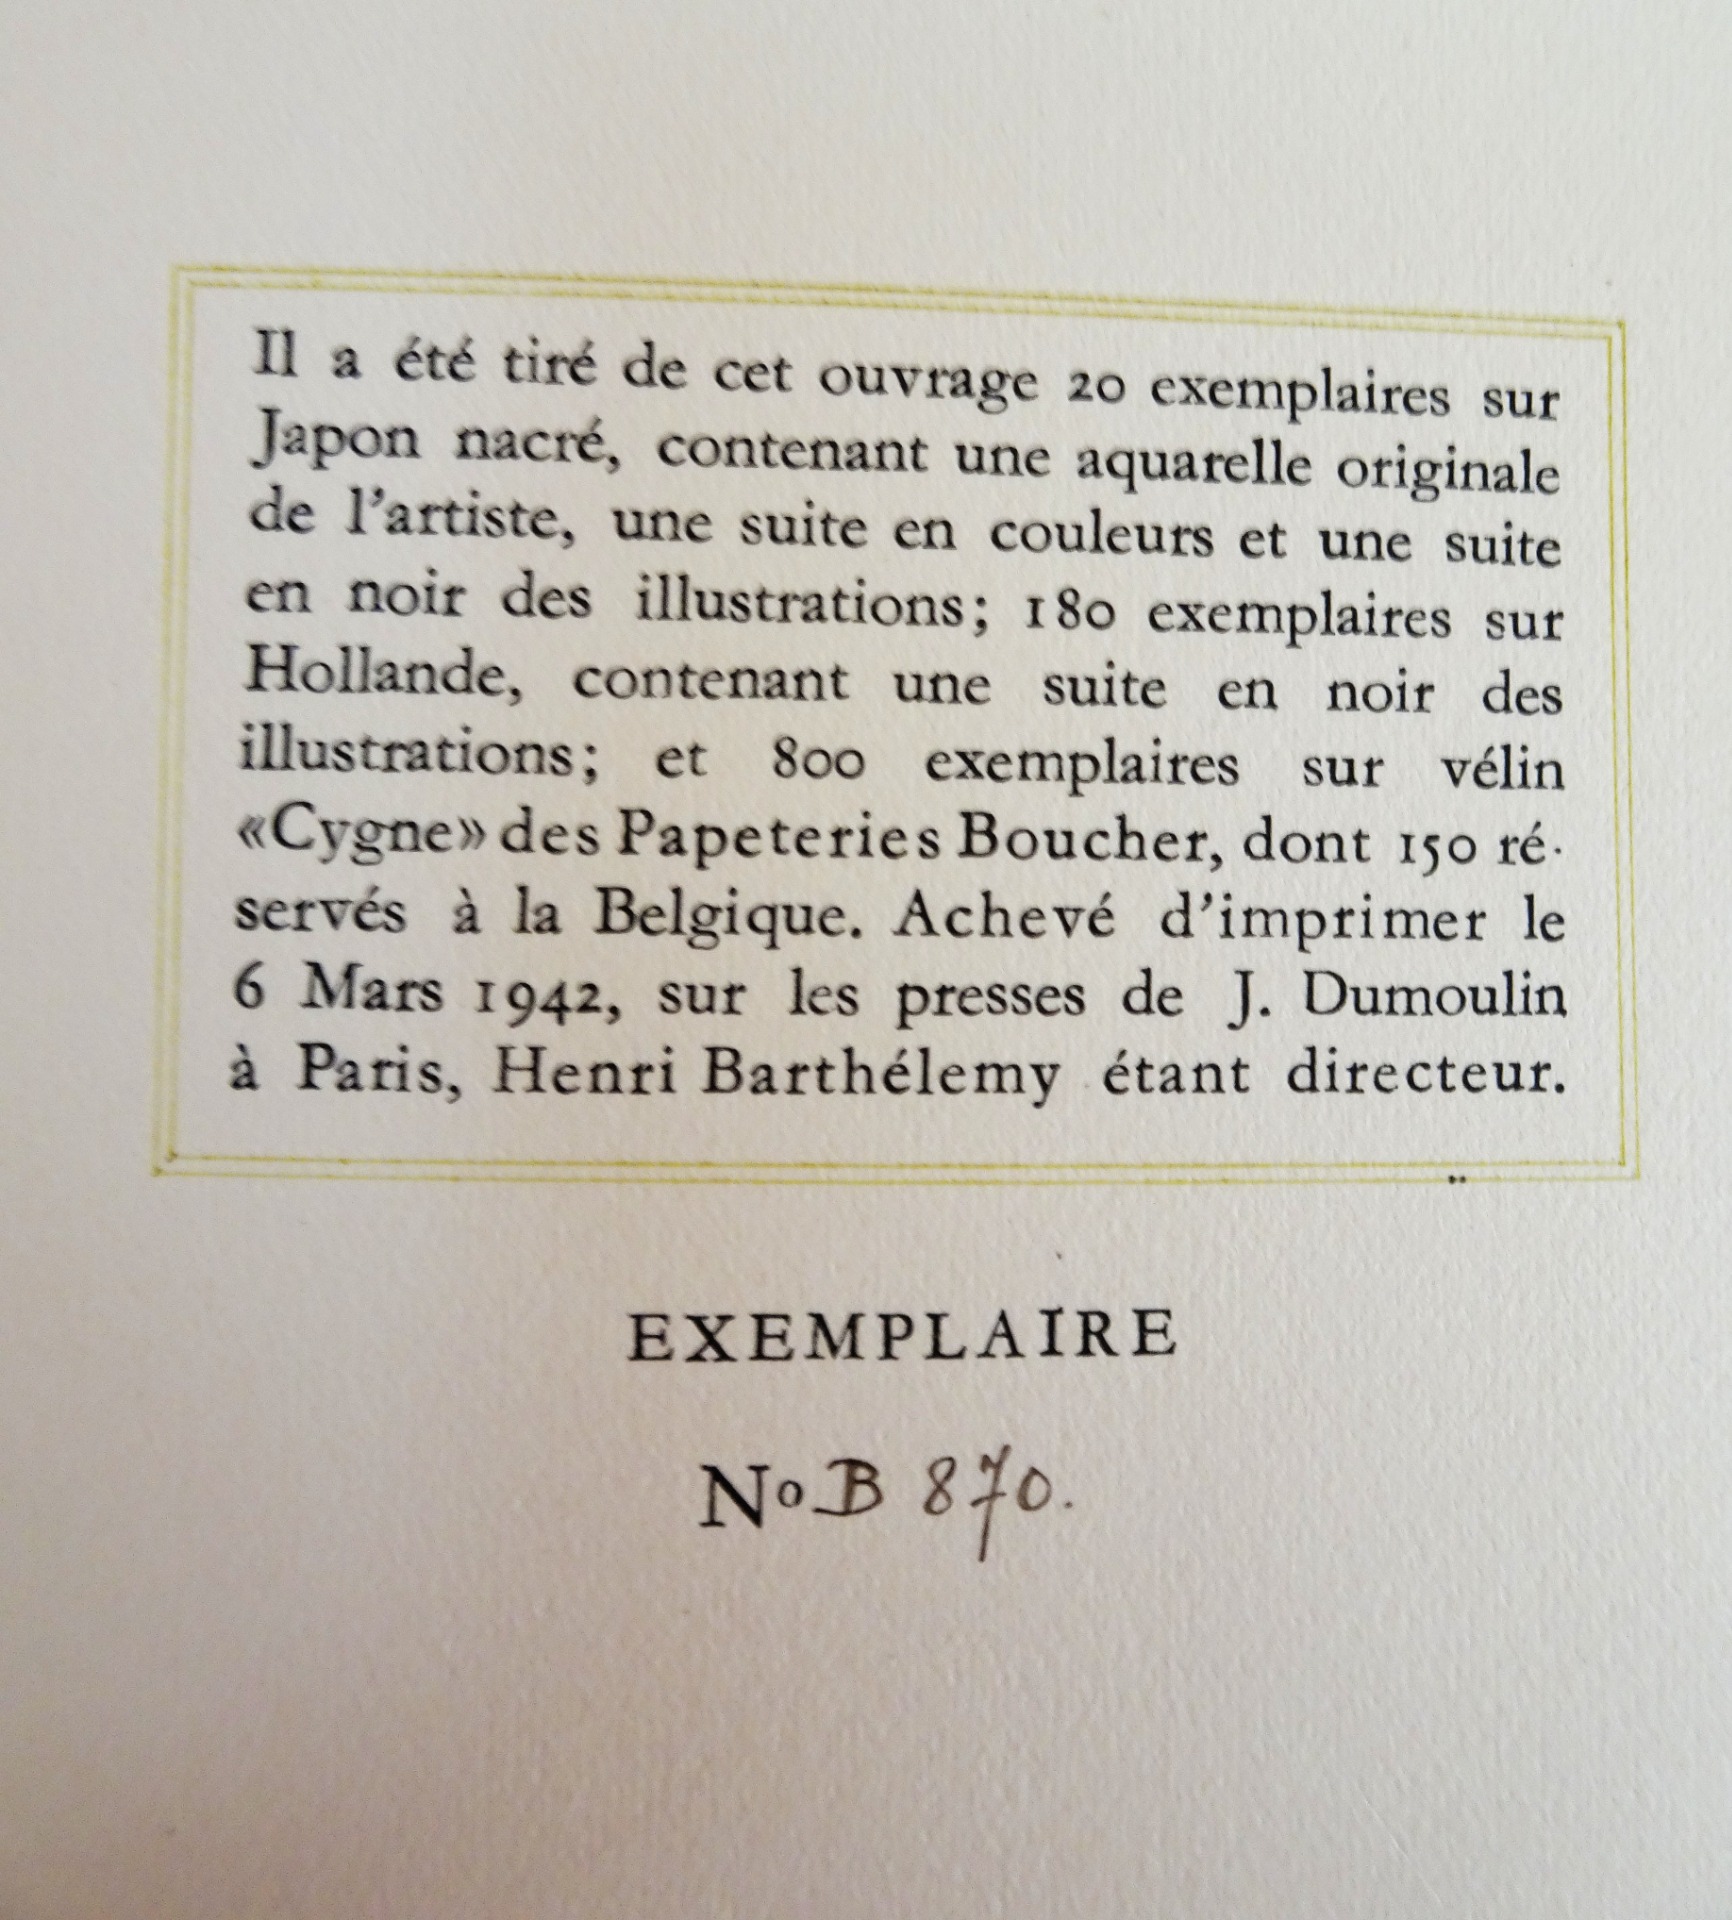 Il a été tiré de cet ouvrage 20 exemplaires sur
Japon nacré, contenant une aquarelle originale
de l'artiste, une suite en couleurs et une suite
en noir des illustrations; 180 exemplaires sur
Hollande, contenant une suite en noir des
illustrations; et 800 exemplaires sur vélin
«Cygne» des Papeteries Boucher, dont 150 ré-
servés à la Belgique. Achevé d'imprimer le
6 Mars 1942, sur les presses de J. Dumoulin
à Paris, Henri Barthélemy étant directeur.
EXEMPLAIRE
No B 870.